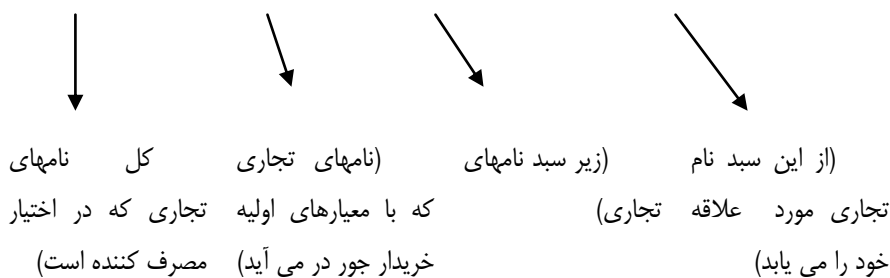 (از این سبد نام (زیر سبد نامهای (نامهای تجاری کل نامهای
تجاری مورد علاقه تجاری) که با معیارهای اولیه تجاری که در اختیار
خود را می یابد) خریدار جور در می آید) مصرف کننده است)